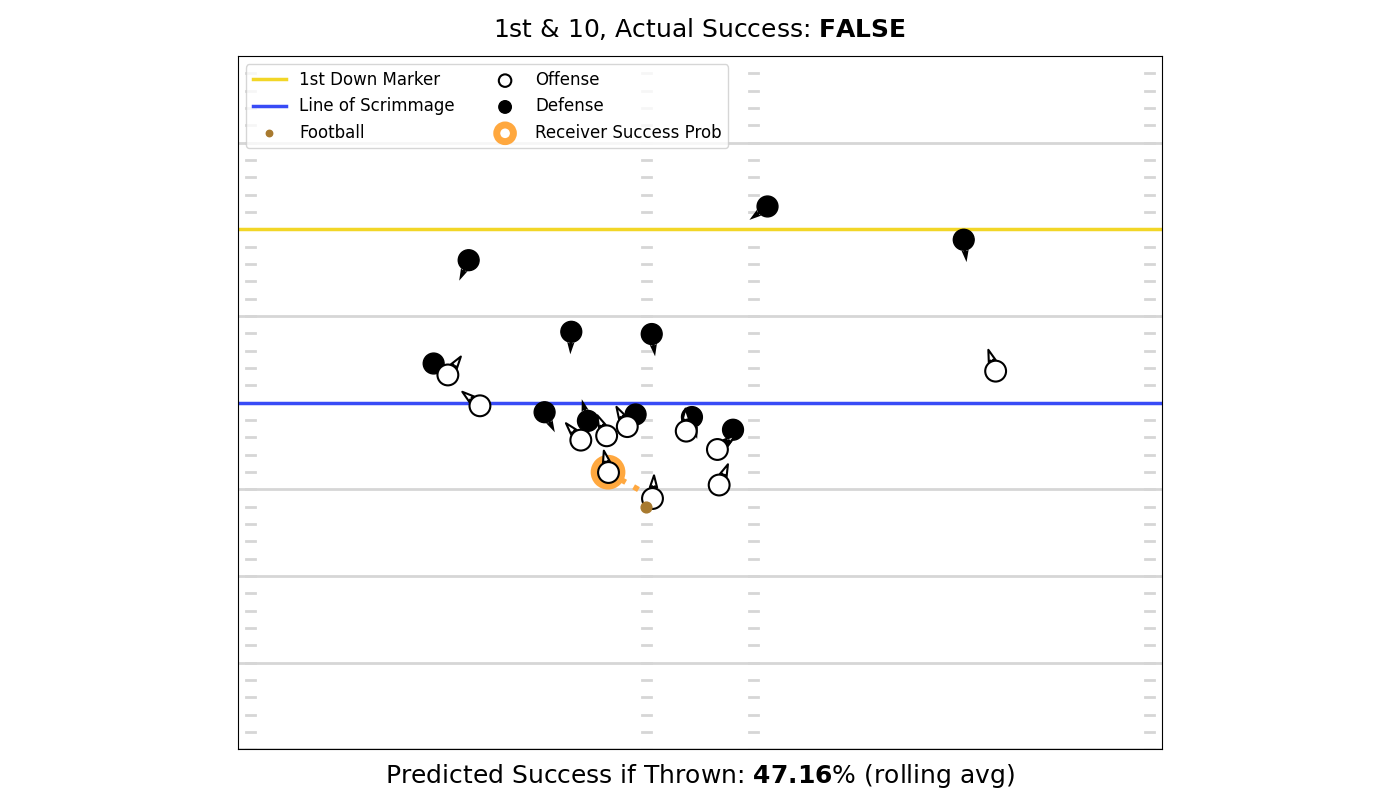 1st & 10, Actual Success: FALSE
1st Down Marker
Line of Scrimmage
Football
Offense
Defense
Receiver Success Prob
Predicted Success if Thrown: 47.16% (rolling avg)